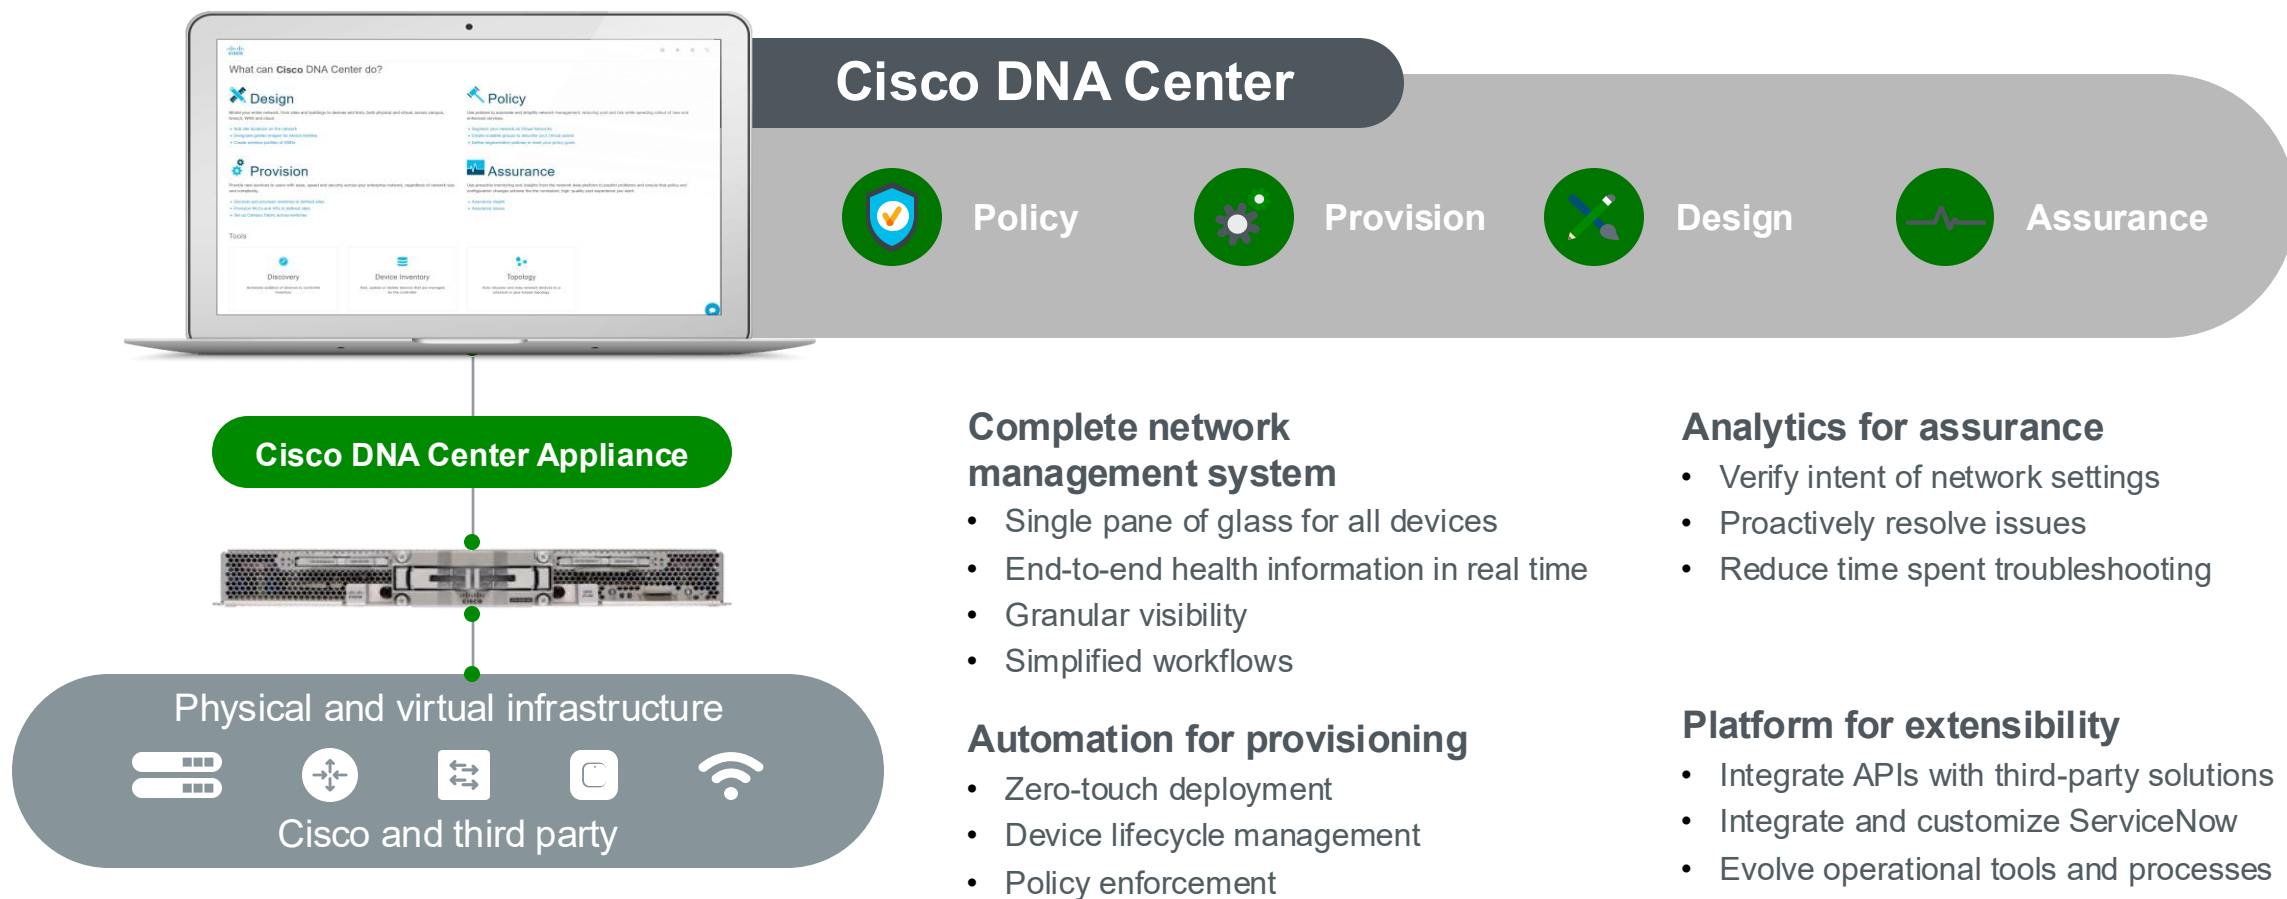 What can Cisco DNA Center do?
Design
Policy
Provision
Assurance
Tools
Discovery
Device Inventory
Topology
Cisco DNA Center
Policy
Provision
Design
Assurance
Cisco DNA Center Appliance
Physical and virtual infrastructure
Cisco and third party
Complete network
management system
• Single pane of glass for all devices
• End-to-end health information in real time
• Granular visibility
• Simplified workflows
Automation for provisioning
• Zero-touch deployment
• Device lifecycle management
• Policy enforcement
Analytics for assurance
• Verify intent of network settings
• Proactively resolve issues
• Reduce time spent troubleshooting
Platform for extensibility
• Integrate APIs with third-party solutions
• Integrate and customize ServiceNow
• Evolve operational tools and processes